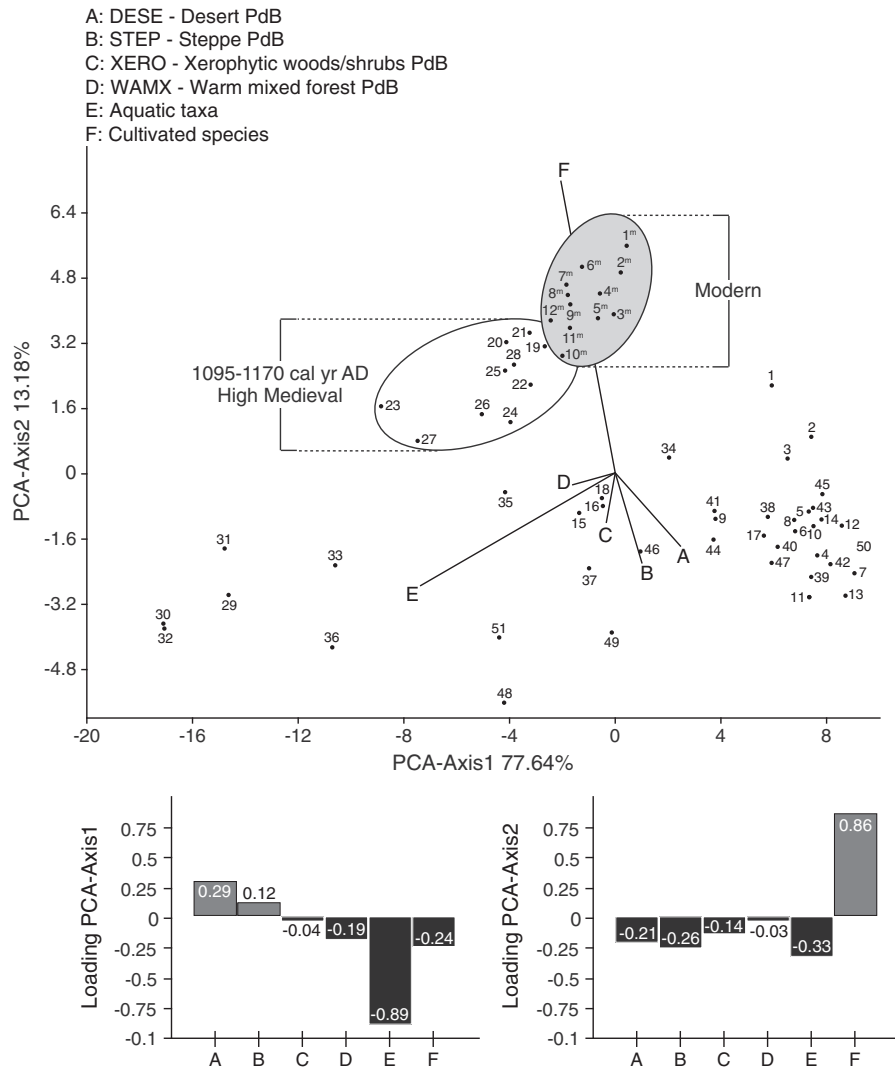 A: DESE - Desert PdB
B: STEP - Steppe PdB
C: XERO - Xerophytic woods/shrubs PdB
D: WAMX - Warm mixed forest PdB
E: Aquatic taxa
F: Cultivated species
PCA-Axis2 13.18%
6.4
4.8
3.2
1.6
0
-1.6
-3.2
-4.8
F
1m
6m
2m
7m
8m
4m
12m
9m
5m
3m
11m
10m
Modern
1095-1170 cal yr AD
High Medieval
21
20
19
28
25
22
23
26
24
27
1
2
3
34
D
18
35
16
15
C
45
41
9
38
5
43
8
14
12
6
10
17
44
40
50
46
A
B
47
4
42
7
37
39
11
13
E
31
33
29
30
32
36
51
49
48
-20
-16
-12
-8
-4
0
4
8
PCA-Axis1 77.64%
Loading PCA-Axis1
0.75
0.5
0.25
0
-0.25
-0.5
-0.75
-0.1
0.29
0.12
-0.04
-0.19
-0.89
-0.24
A B C D E F
Loading PCA-Axis2
0.75
0.5
0.25
0
-0.25
-0.5
-0.75
-0.1
-0.21
-0.26
-0.14
-0.03
-0.33
0.86
A B C D E F